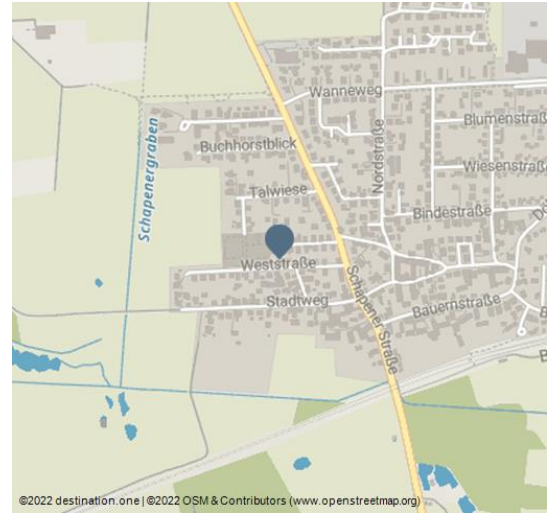 Wanneweg
Blumenstraß
Buchhorstblick
Nordstraße
Wiesenstraß
Schapenergraben
Talwiese
Bindestraße
Weststraße
Schapener Straße
Stadtweg
Bauernstraße
©2022 destination.one | ©2022 OSM & Contributors (www.openstreetmap.org)